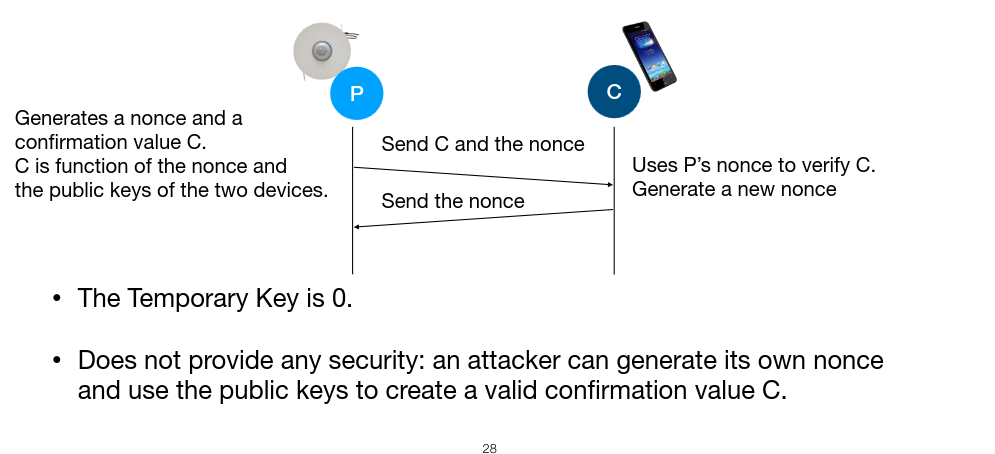 P
C
Generates a nonce and a
confirmation value C.
C is function of the nonce and
the public keys of the two devices.
Send C and the nonce
Send the nonce
Uses P's nonce to verify C.
Generate a new nonce
• The Temporary Key is 0.
• Does not provide any security: an attacker can generate its own nonce
and use the public keys to create a valid confirmation value C.
28